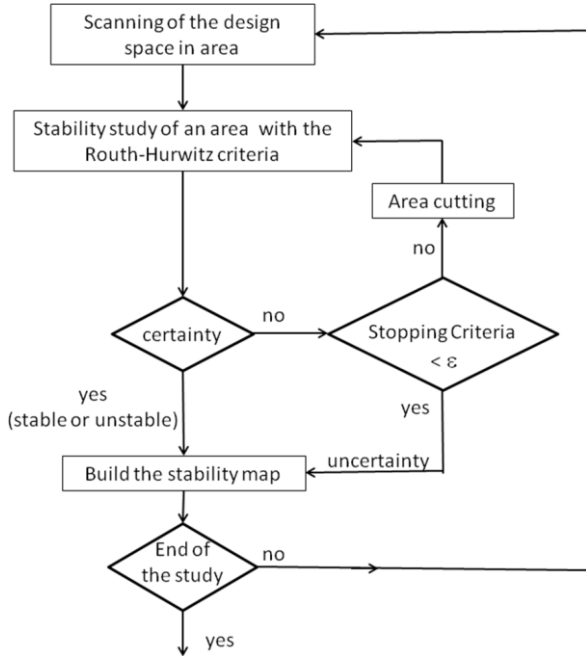 Scanning of the design
space in area
Stability study of an area with the
Routh-Hurwitz criteria
Area cutting
no
certainty
no
Stopping Criteria
< ε
yes
(stable or unstable)
yes
uncertainty
Build the stability map
End of
the study
no
yes